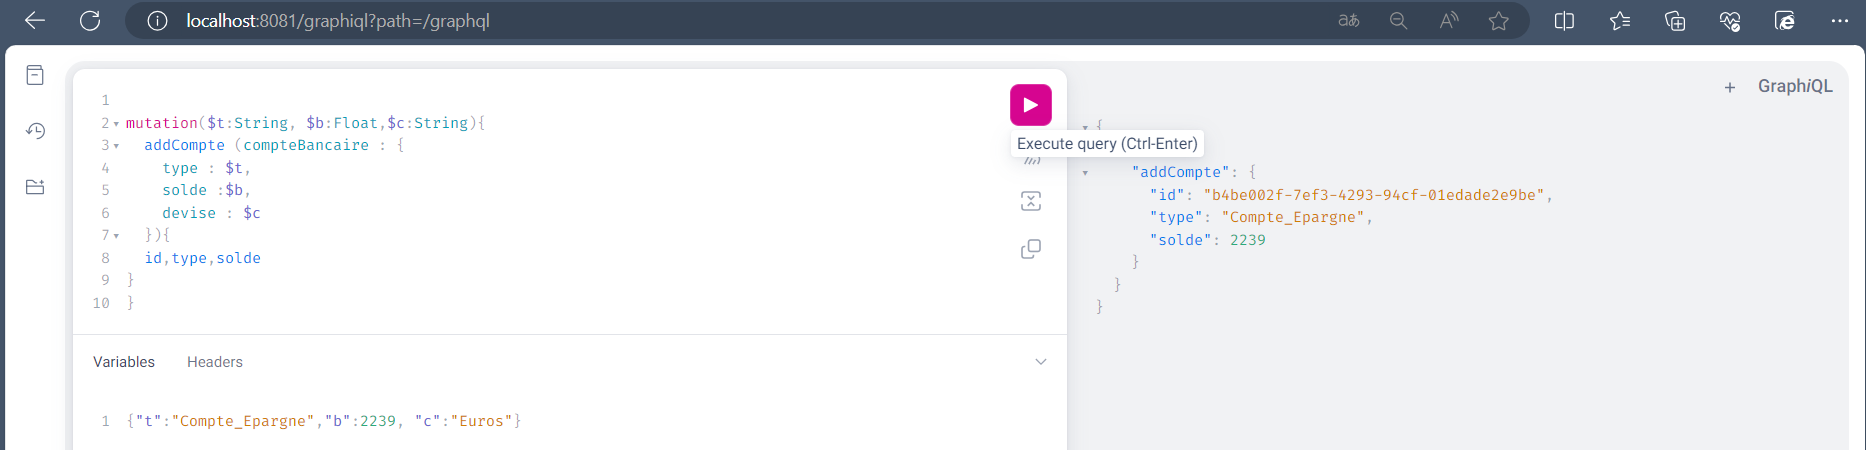 localhost:8081/graphiql?path=/graphql
aあ
GraphiQL
1
2 mutation($t:String, $b:Float,$c:String){
3 addCompte (compteBancaire : {
4 type : $t,
5 solde :$b,
6 devise : $c
7 }){
8 id,type,solde
9 }
10 }
Execute query (Ctrl-Enter)
{
"addCompte": {
"id": "b4be002f-7ef3-4293-94cf-01edade2e9be",
"type": "Compte_Epargne",
"solde": 2239
}
}
}
Variables Headers
1 {"t":"Compte_Epargne","b":2239, "c":"Euros"}